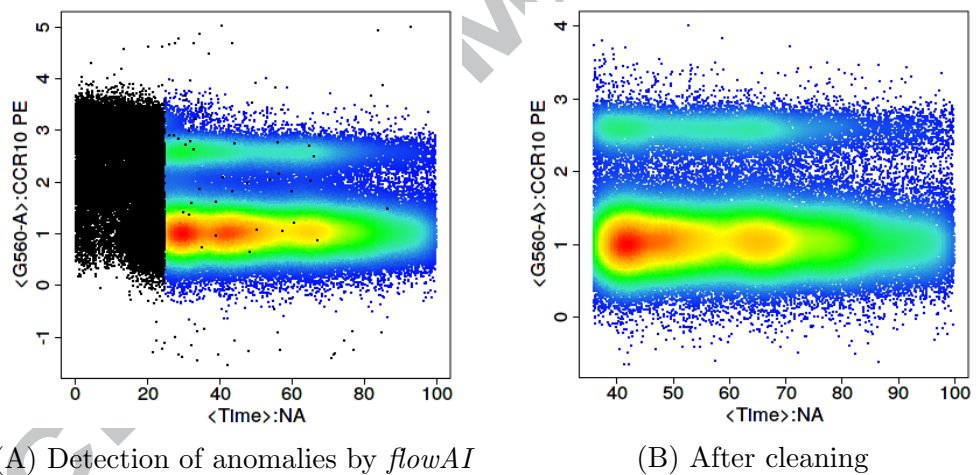 5
4
3
2
1
0
-1
<G560-A>:CCR10 PE
0 20 40 60 80 100
<Time>:NA
4
3
2
1
0
<G560-A>:CCR10 PE
40 50 60 70 80 90 100
<Time>:NA
(A) Detection of anomalies by flowAI
(B) After cleaning